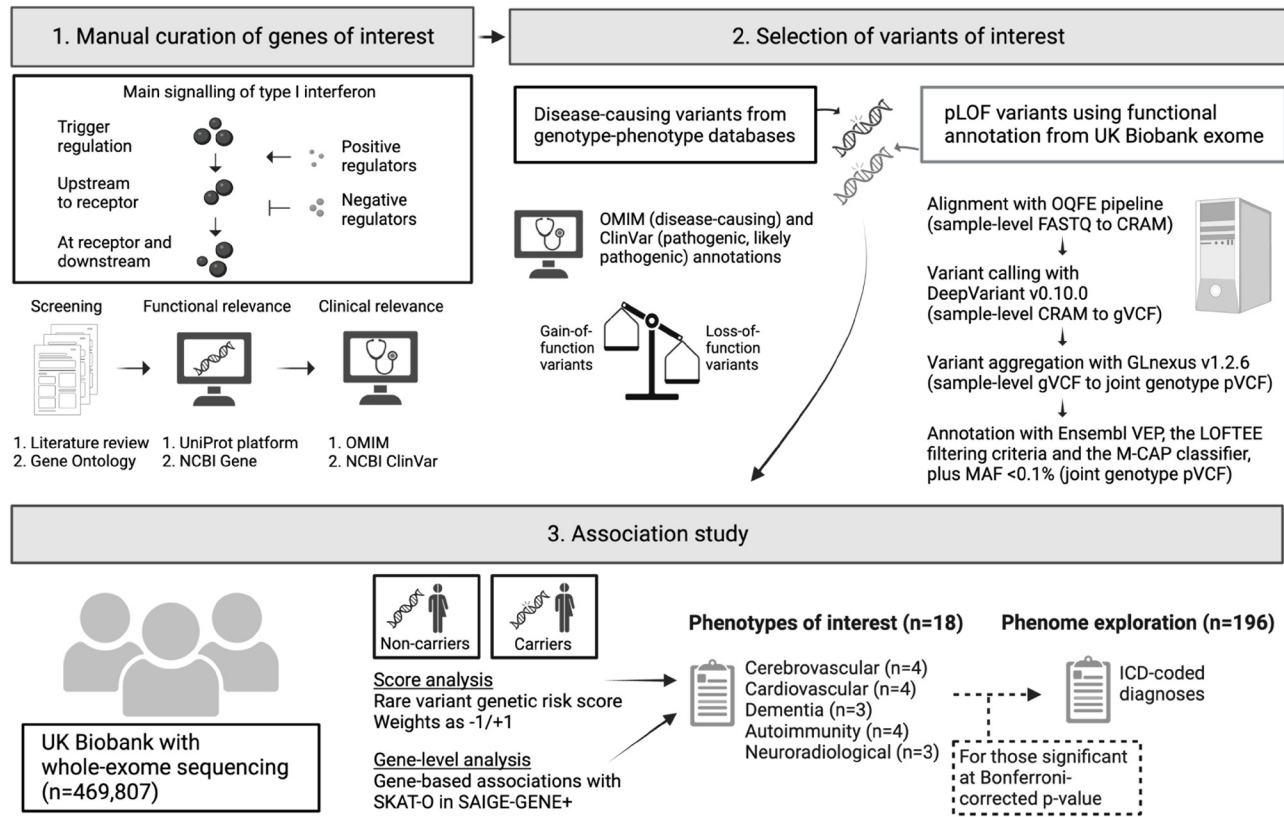 1. Manual curation of genes of interest
2. Selection of variants of interest
Main signalling of type I interferon
Trigger
regulation
Upstream
to receptor
At receptor and
downstream
Positive
regulators
Negative
regulators
Screening
Functional relevance
Clinical relevance
1. Literature review
2. Gene Ontology
1. UniProt platform
2. NCBI Gene
1. OMIM
2. NCBI ClinVar
Disease-causing variants from
genotype-phenotype databases
OMIM (disease-causing) and
ClinVar (pathogenic, likely
pathogenic) annotations
Gain-of-
function
variants
Loss-of-
function
variants
pLOF variants using functional
annotation from UK Biobank exome
Alignment with OQFE pipeline
(sample-level FASTQ to CRAM)
Variant calling with
DeepVariant v0.10.0
(sample-level CRAM to gVCF)
Variant aggregation with GLnexus v1.2.6
(sample-level gVCF to joint genotype pVCF)
Annotation with Ensembl VEP, the LOFTEE
filtering criteria and the M-CAP classifier,
plus MAF <0.1% (joint genotype pVCF)
3. Association study
UK Biobank with
whole-exome sequencing
(n=469,807)
Non-carriers
Carriers
Score analysis
Rare variant genetic risk score
Weights as -1/+1
Gene-level analysis
Gene-based associations with
SKAT-O in SAIGE-GENE+
Phenotypes of interest (n=18)
Cerebrovascular (n=4)
Cardiovascular (n=4)
Dementia (n=3)
Autoimmunity (n=4)
Neuroradiological (n=3)
Phenome exploration (n=196)
ICD-coded
diagnoses
For those significant
at Bonferroni-
corrected p-value